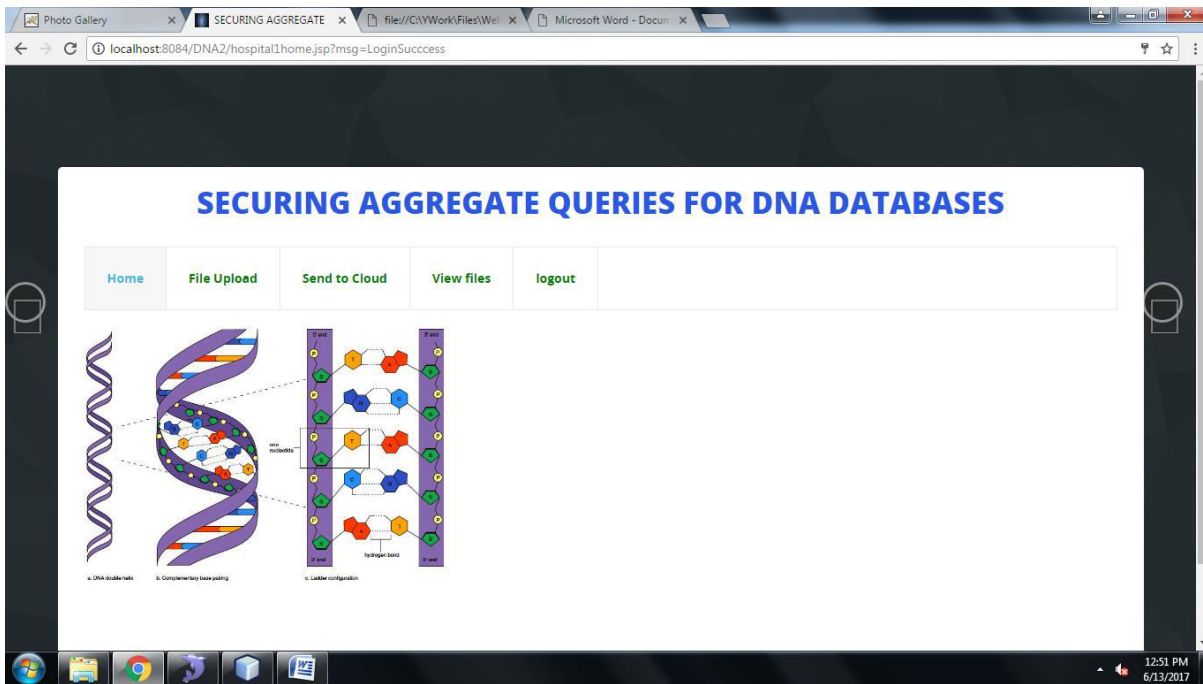 Photo Gallery
SECURING AGGREGATE
file:///C:/YWork/Files/Web
Microsoft Word - Docum
localhost:8084/DNA2/hospital1home.jsp?msg=LoginSucccess
SECURING AGGREGATE QUERIES FOR DNA DATABASES
Home File Upload Send to Cloud View files logout
5' end 3' end
P P
T A
S S
P P
G C
S S
P P
one nucleotide
T A
S S
P P
C G
S S
P P
A T
S S
hydrogen bond
3' end 5' end
a. DNA double helix b. Complementary base pairing c. Ladder configuration
12:51 PM
6/13/2017